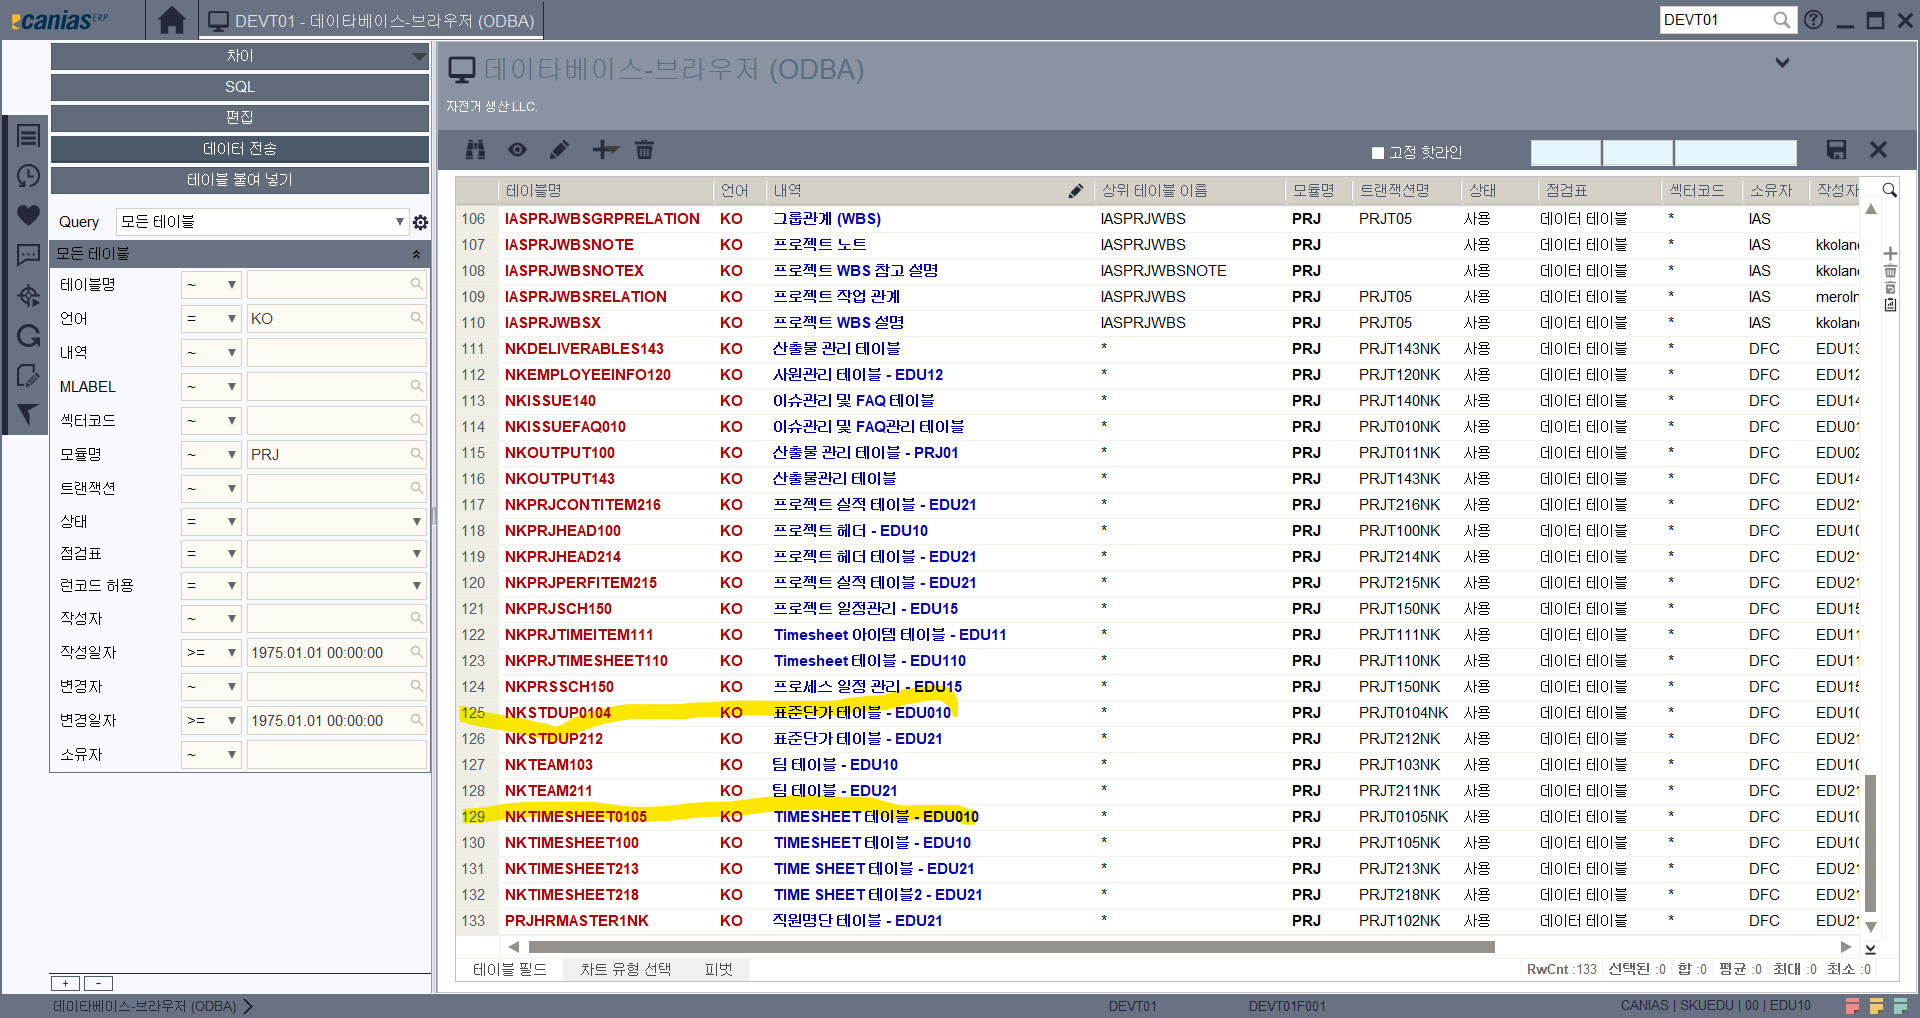 canias ERP
DEVT01 - 데이타베이스-브라우저 (ODBA)
DEVT01
차이
SQL
편집
데이터 전송
테이블 붙여 넣기
Query 모든 테이블
모든 테이블
테이블명 ~
언어 = KO
내역 ~
MLABEL ~
섹터코드 ~
모듈명 ~ PRJ
트랜잭션 ~
상태 =
점검표 =
런코드 허용 =
작성자 ~
작성일자 >= 1975.01.01 00:00:00
변경자 ~
변경일자 >= 1975.01.01 00:00:00
소유자 ~
+ -
데이타베이스-브라우저 (ODBA)
자전거 생산 LLC.
고정 핫라인
테이블명 언어 내역 상위 테이블 이름 모듈명 트랜잭션명 상태 점검표 섹터코드 소유자 작성자
106 IASPRJWBSGRPRELATION KO 그룹관계 (WBS) IASPRJWBS PRJ PRJT05 사용 데이터 테이블 * IAS
107 IASPRJWBSNOTE KO 프로젝트 노트 IASPRJWBS PRJ 사용 데이터 테이블 * IAS kkolan
108 IASPRJWBSNOTEX KO 프로젝트 WBS 참고 설명 IASPRJWBSNOTE PRJ 사용 데이터 테이블 * IAS kkolan
109 IASPRJWBSRELATION KO 프로젝트 작업 관계 IASPRJWBS PRJ PRJT05 사용 데이터 테이블 * IAS
110 IASPRJWBSX KO 프로젝트 WBS 설명 IASPRJWBS PRJ PRJT05 사용 데이터 테이블 * IAS kkolan
111 NKDELIVERABLES143 KO 산출물 관리 테이블 * PRJ PRJT143NK 사용 데이터 테이블 * DFC EDU13
112 NKEMPLOYEEINFO120 KO 사원관리 테이블 - EDU12 * PRJ PRJT120NK 사용 데이터 테이블 * DFC EDU12
113 NKISSUE140 KO 이슈관리 및 FAQ 테이블 * PRJ PRJT140NK 사용 데이터 테이블 * DFC EDU14
114 NKISSUEFAQ010 KO 이슈관리 및 FAQ관리 테이블 * PRJ PRJT010NK 사용 데이터 테이블 * DFC EDU01
115 NKOUTPUT100 KO 산출물 관리 테이블 - PRJ01 * PRJ PRJT011NK 사용 데이터 테이블 * DFC EDU02
116 NKOUTPUT143 KO 산출물관리 테이블 * PRJ PRJT143NK 사용 데이터 테이블 * DFC EDU14
117 NKPRJCONTITEM216 KO 프로젝트 실적 테이블 - EDU21 * PRJ PRJT216NK 사용 데이터 테이블 * DFC EDU21
118 NKPRJHEAD100 KO 프로젝트 헤더 - EDU10 * PRJ PRJT100NK 사용 데이터 테이블 * DFC EDU10
119 NKPRJHEAD214 KO 프로젝트 헤더 테이블 - EDU21 * PRJ PRJT214NK 사용 데이터 테이블 * DFC EDU21
120 NKPRJPERFITEM215 KO 프로젝트 실적 테이블 - EDU21 * PRJ PRJT215NK 사용 데이터 테이블 * DFC EDU21
121 NKPRJSCH150 KO 프로젝트 일정관리 - EDU15 * PRJ PRJT150NK 사용 데이터 테이블 * DFC EDU15
122 NKPRJTIMEITEM111 KO Timesheet 아이템 테이블 - EDU11 * PRJ PRJT111NK 사용 데이터 테이블 * DFC EDU11
123 NKPRJTIMESHEET110 KO Timesheet 테이블 - EDU110 * PRJ PRJT110NK 사용 데이터 테이블 * DFC EDU11
124 NKPRSSCH150 KO 프로세스 일정 관리 - EDU15 * PRJ PRJT150NK 사용 데이터 테이블 * DFC EDU15
125 NKSTDUP0104 KO 표준단가 테이블 - EDU010 * PRJ PRJT0104NK 사용 데이터 테이블 * DFC EDU10
126 NKSTDUP212 KO 표준단가 테이블 - EDU21 * PRJ PRJT212NK 사용 데이터 테이블 * DFC EDU21
127 NKTEAM103 KO 팀 테이블 - EDU10 * PRJ PRJT103NK 사용 데이터 테이블 * DFC EDU10
128 NKTEAM211 KO 팀 테이블 - EDU21 * PRJ PRJT211NK 사용 데이터 테이블 * DFC EDU21
129 NKTIMESHEET0105 KO TIMESHEET 테이블 - EDU010 * PRJ PRJT0105NK 사용 데이터 테이블 * DFC EDU10
130 NKTIMESHEET100 KO TIMESHEET 테이블 - EDU10 * PRJ PRJT105NK 사용 데이터 테이블 * DFC EDU10
131 NKTIMESHEET213 KO TIME SHEET 테이블 - EDU21 * PRJ PRJT213NK 사용 데이터 테이블 * DFC EDU21
132 NKTIMESHEET218 KO TIME SHEET 테이블2 - EDU21 * PRJ PRJT218NK 사용 데이터 테이블 * DFC EDU21
133 PRJHRMASTER1NK KO 직원명단 테이블 - EDU21 * PRJ PRJT102NK 사용 데이터 테이블 * DFC EDU21
테이블 필드 차트 유형 선택 피벗
RwCnt :133 선택된 :0 합 :0 평균 :0 최대 :0 최소 :0
데이타베이스-브라우저 (ODBA) DEVT01 DEVT01F001 CANIAS | SKUEDU | 00 | EDU10